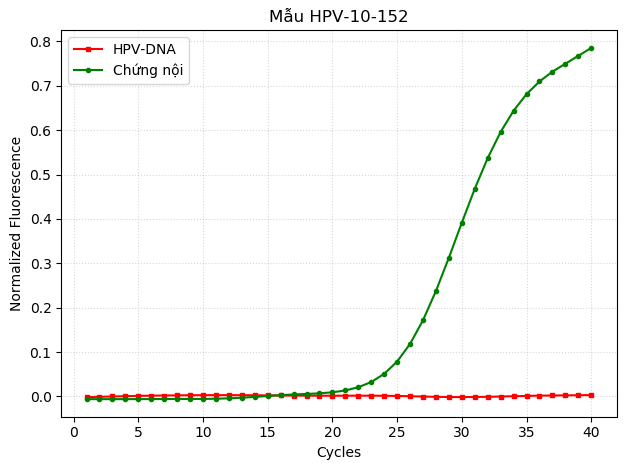 Mẫu HPV-10-152
HPV-DNA
Chứng nội
Normalized Fluorescence
0.8
0.7
0.6
0.5
0.4
0.3
0.2
0.1
0.0
0 5 10 15 20 25 30 35 40
Cycles